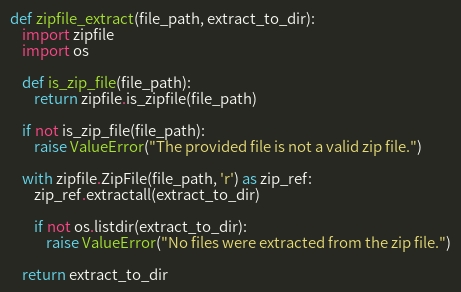 def zipfile_extract(file_path, extract_to_dir):
    import zipfile
    import os

    def is_zip_file(file_path):
        return zipfile.is_zipfile(file_path)

    if not is_zip_file(file_path):
        raise ValueError("The provided file is not a valid zip file.")

    with zipfile.ZipFile(file_path, 'r') as zip_ref:
        zip_ref.extractall(extract_to_dir)

        if not os.listdir(extract_to_dir):
            raise ValueError("No files were extracted from the zip file.")

    return extract_to_dir